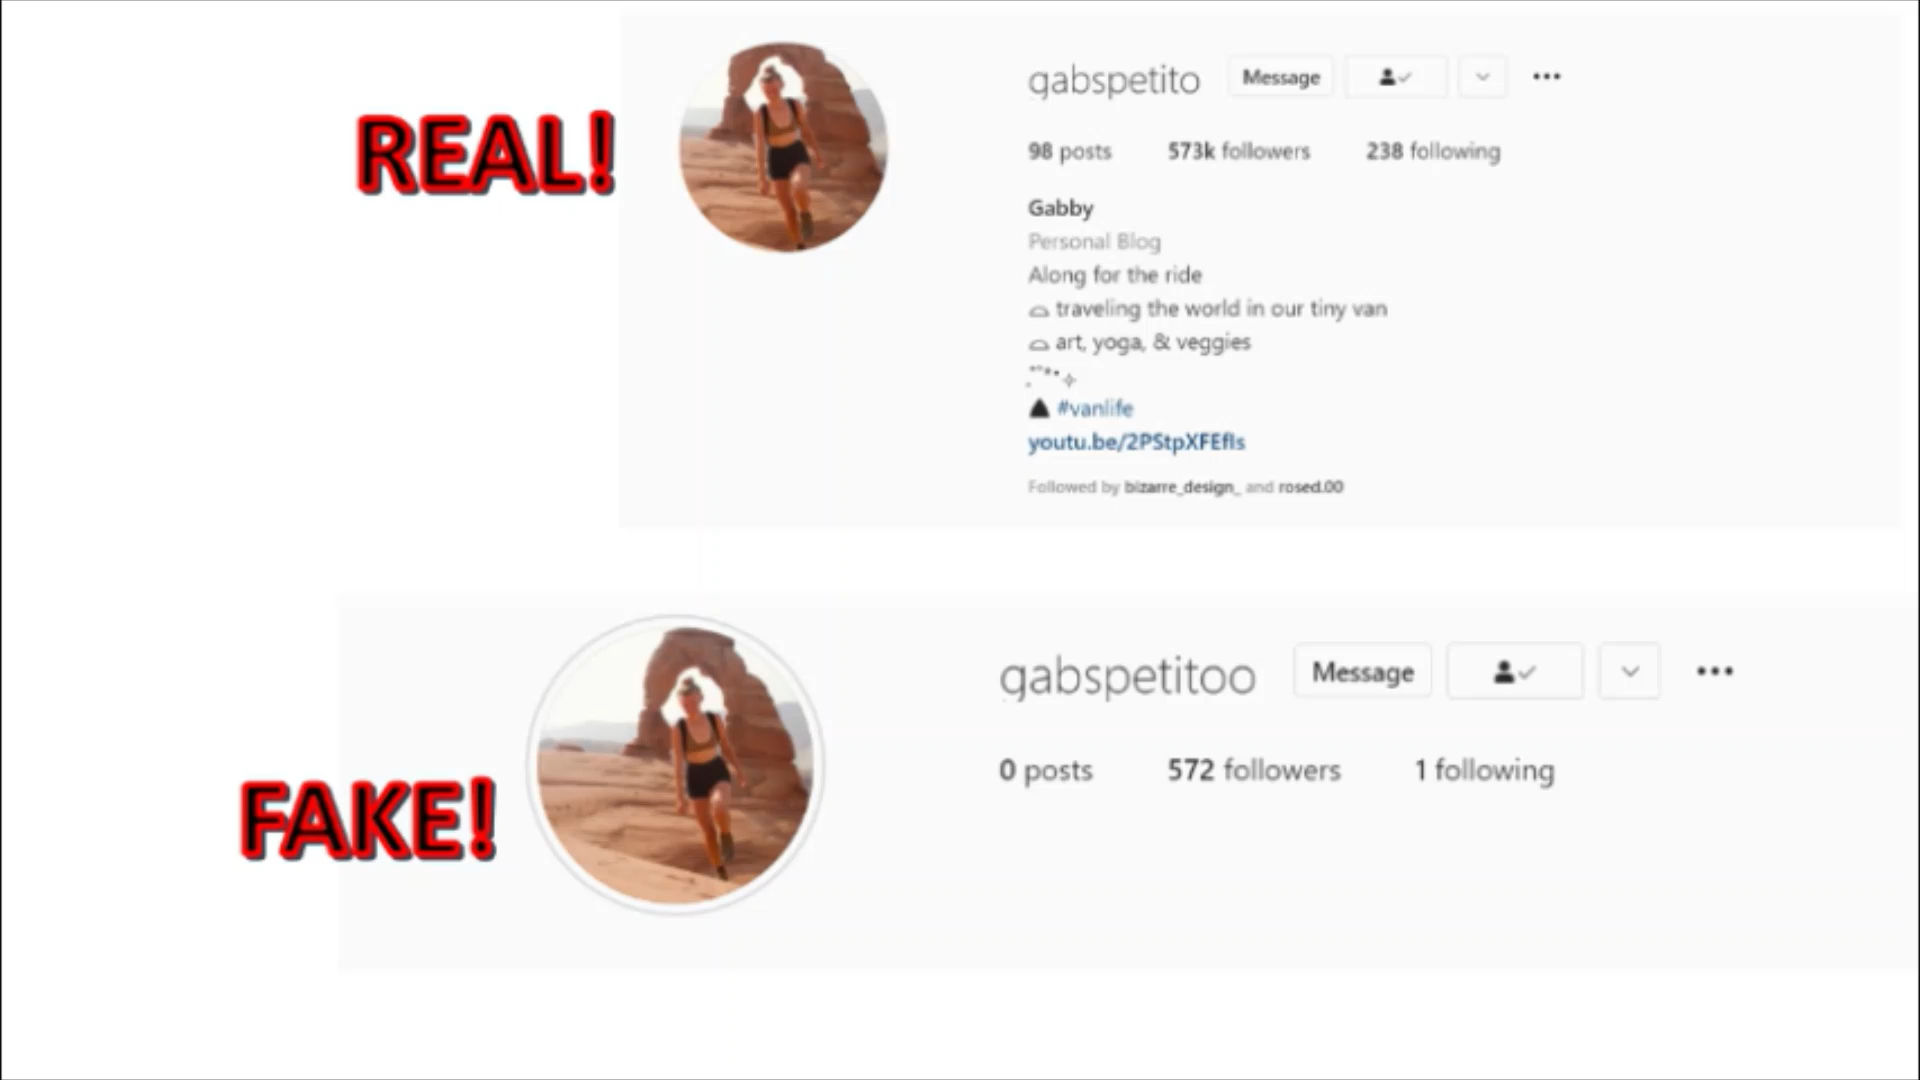 REAL!
gabspetito Message
98 posts 573k followers 238 following
Gabby
Personal Blog
Along for the ride
⌓ traveling the world in our tiny van
⌓ art, yoga, & veggies
▲ #vanlife
youtu.be/2PStpXFEfls
Followed by bizarre_design_ and rosed.00
FAKE!
gabspetitoo Message
0 posts 572 followers 1 following